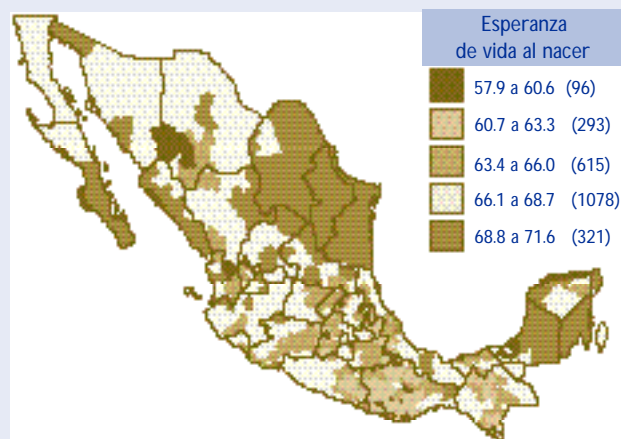 Esperanza
de vida al nacer
57.9 a 60.6 (96)
60.7 a 63.3 (293)
63.4 a 66.0 (615)
66.1 a 68.7 (1078)
68.8 a 71.6 (321)